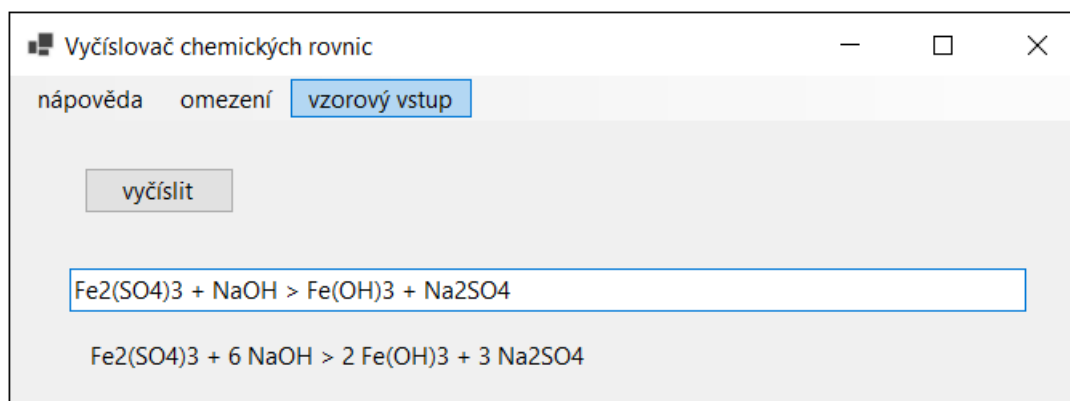 Vyčíslovač chemických rovnic
nápověda omezení vzorový vstup
vyčíslit
Fe2(SO4)3 + NaOH > Fe(OH)3 + Na2SO4
Fe2(SO4)3 + 6 NaOH > 2 Fe(OH)3 + 3 Na2SO4